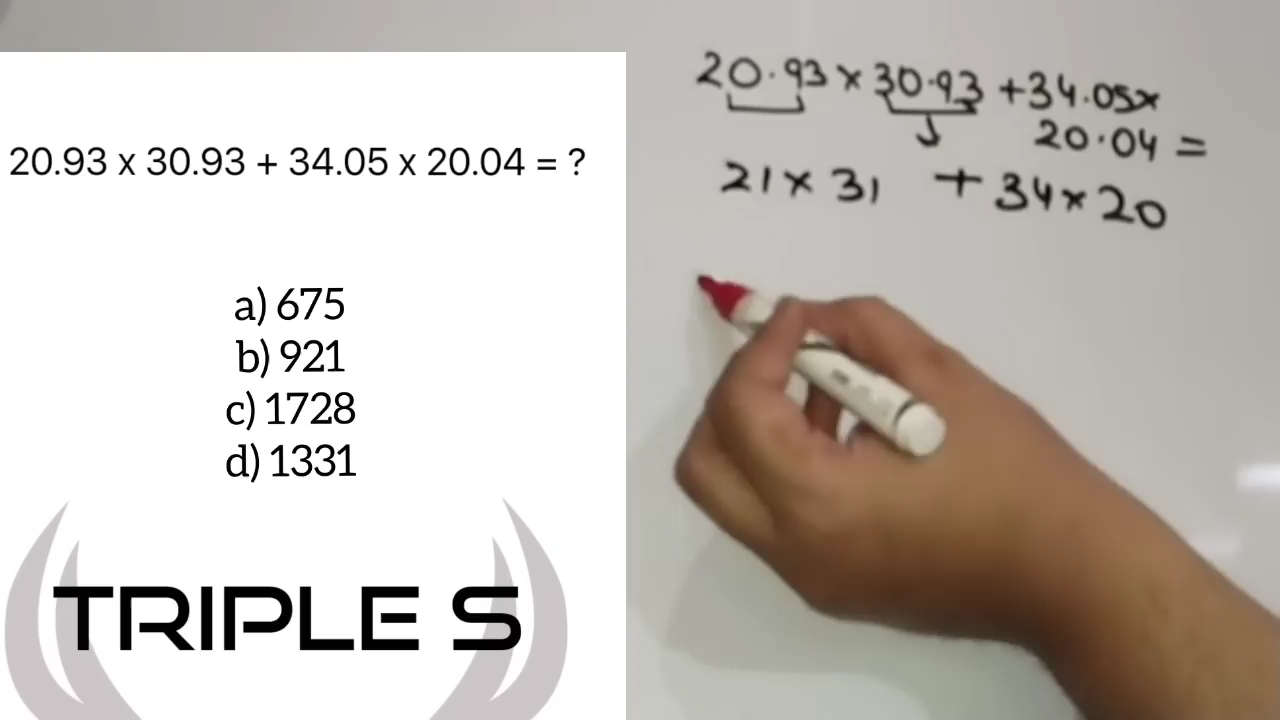 20.93 x 30.93 + 34.05 x 20.04 = ?
a) 675
b) 921
c) 1728
d) 1331
TRIPLE S
20.93 x 30.93 + 34.05 x
20.04 =
21 x 31 + 34 x 20